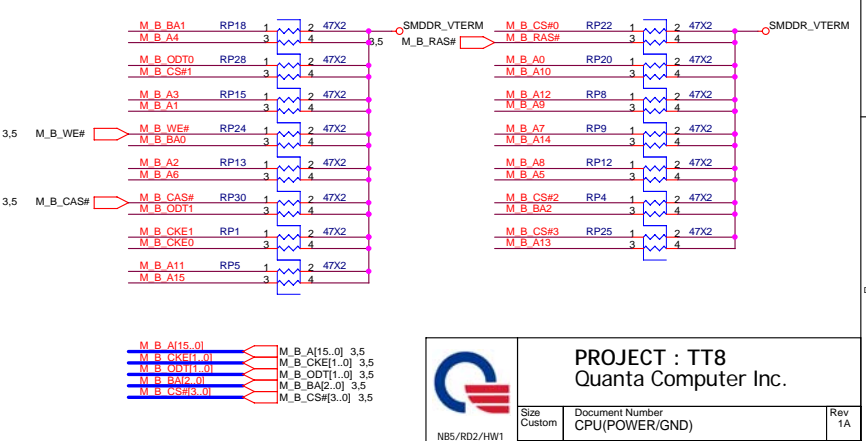 M_B_BA1 RP18 1 2 47X2 SMDDR_VTERM M_B_CS#0 RP22 1 2 47X2 SMDDR_VTERM
M_B_A4 3 4 3,5 M_B_RAS# M_B_RAS# 3 4
M_B_ODT0 RP28 1 2 47X2 M_B_A0 RP20 1 2 47X2
M_B_CS#1 3 4 M_B_A10 3 4
M_B_A3 RP15 1 2 47X2 M_B_A12 RP8 1 2 47X2
M_B_A1 3 4 M_B_A9 3 4
3,5 M_B_WE# M_B_WE# RP24 1 2 47X2 M_B_A7 RP9 1 2 47X2
M_B_BA0 3 4 M_B_A14 3 4
M_B_A2 RP13 1 2 47X2 M_B_A8 RP12 1 2 47X2
M_B_A6 3 4 M_B_A5 3 4
3,5 M_B_CAS# M_B_CAS# RP30 1 2 47X2 M_B_CS#2 RP4 1 2 47X2
M_B_ODT1 3 4 M_B_BA2 3 4
M_B_CKE1 RP1 1 2 47X2 M_B_CS#3 RP25 1 2 47X2
M_B_CKE0 3 4 M_B_A13 3 4
M_B_A11 RP5 1 2 47X2
M_B_A15 3 4
M_B_A[15..0] M_B_A[15..0] 3,5
M_B_CKE[1..0] M_B_CKE[1..0] 3,5
M_B_ODT[1..0] M_B_ODT[1..0] 3,5
M_B_BA[2..0] M_B_BA[2..0] 3,5
M_B_CS#[3..0] M_B_CS#[3..0] 3,5
PROJECT : TT8
Quanta Computer Inc.
NB5/RD2/HW1
Size Document Number Rev
Custom CPU(POWER/GND) 1A